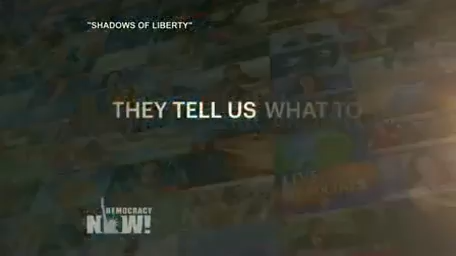 "SHADOWS OF LIBERTY"
THEY TELL US WHAT TO
DEMOCRACY
NOW!